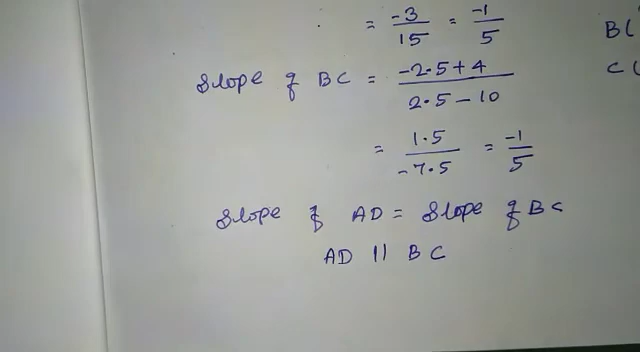 = -3/15 = -1/5
B(
Slope of BC = -2.5+4/2.5-10
C(
= 1.5/-7.5 = -1/5
Slope of AD = Slope of BC
AD || BC